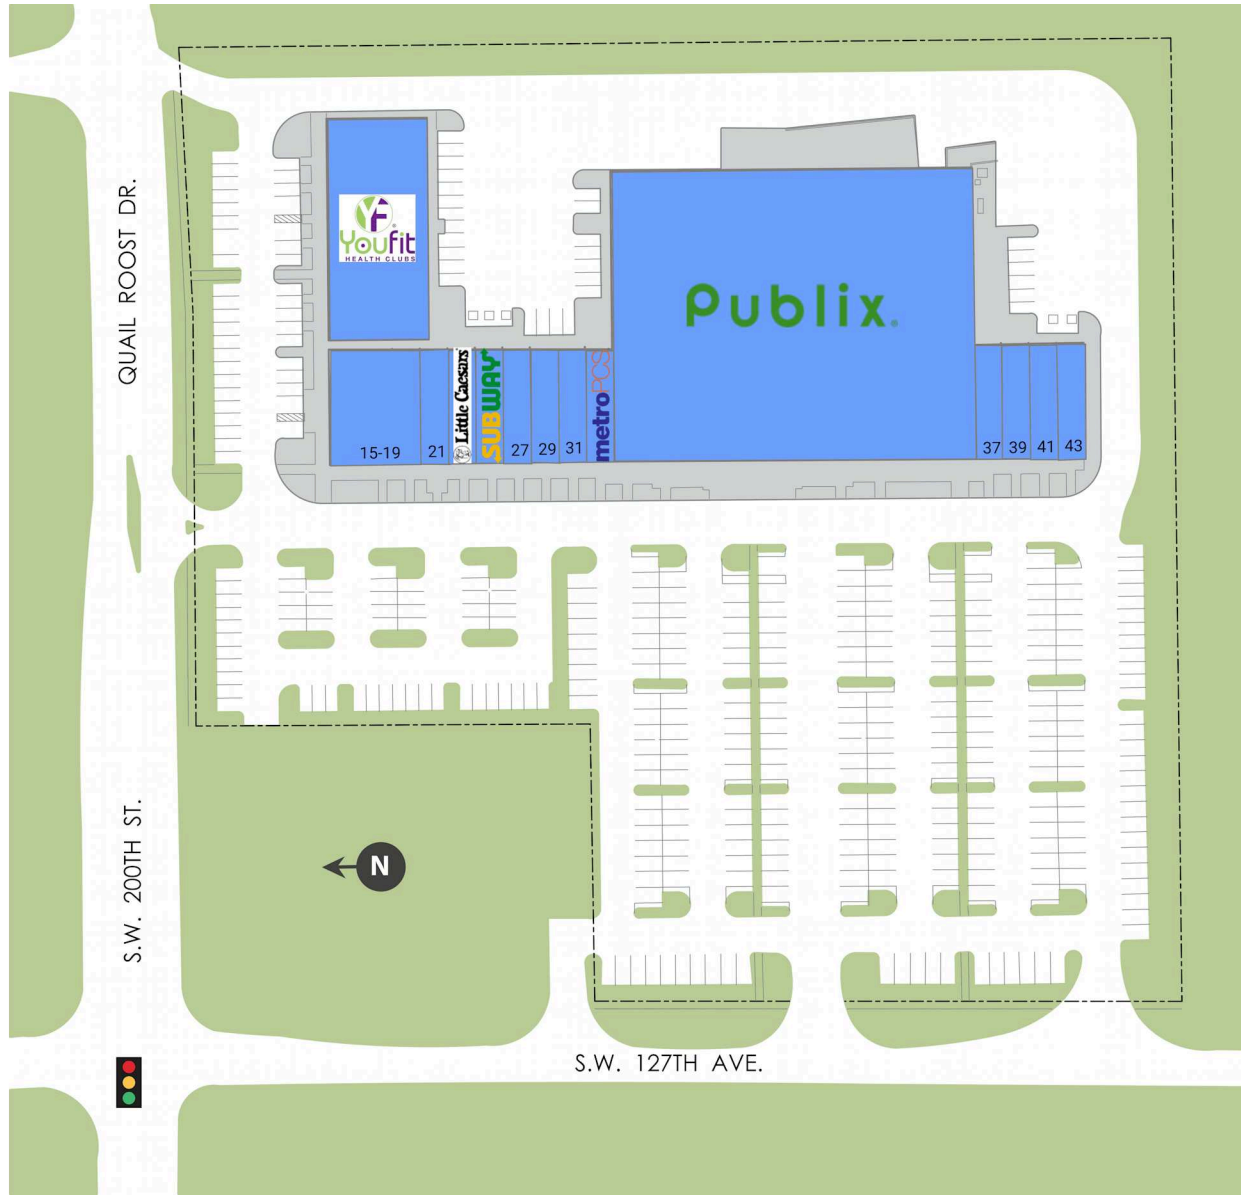 QUAIL ROOST DR.
YF
Youfit
HEALTH CLUBS
Publix.
15-19
21
Little Caesars
SUBWAY
27
29
31
metroPCS
37
39
41
43
S.W. 200TH ST.
N
S.W. 127TH AVE.